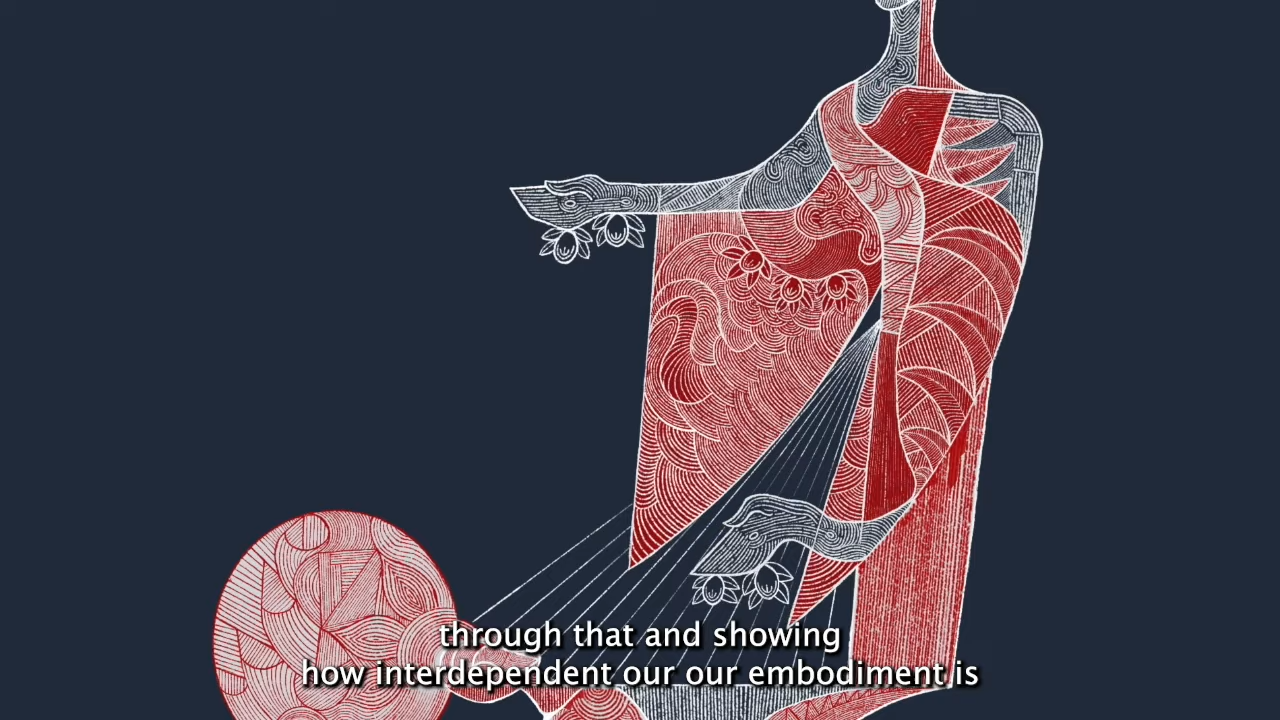 through that and showing
how interdependent our our embodiment is